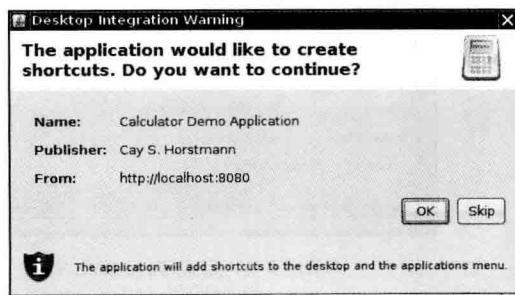 Desktop Integration Warning
The application would like to create
shortcuts. Do you want to continue?
Name: Calculator Demo Application
Publisher: Cay S. Horstmann
From: http://localhost:8080
OK Skip
The application will add shortcuts to the desktop and the applications menu.